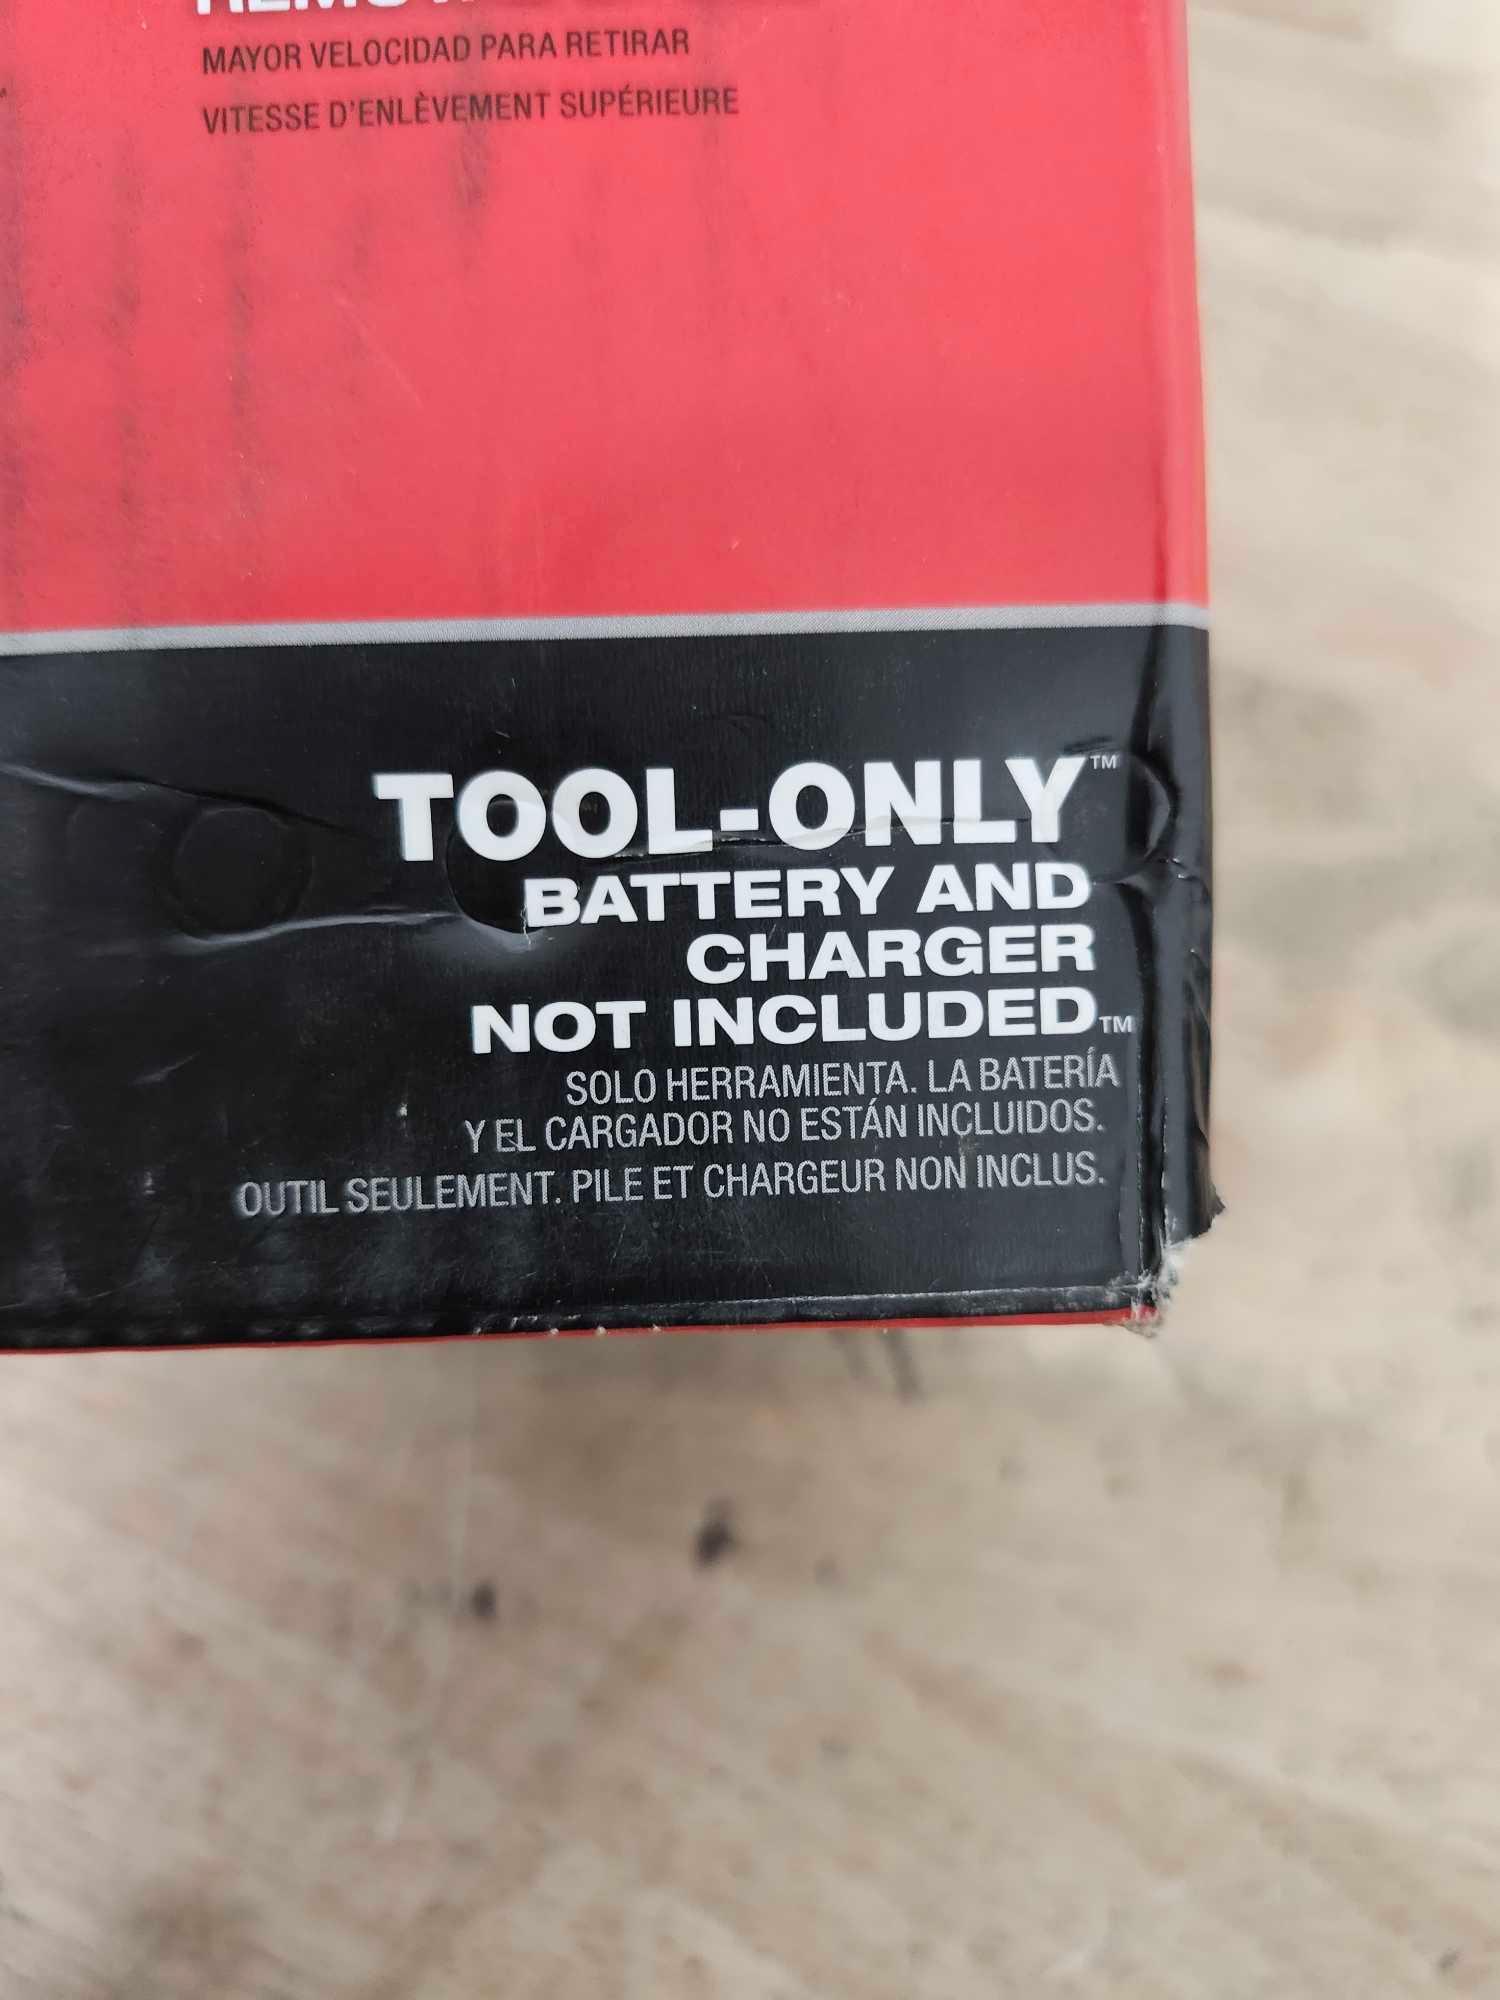 MAYOR VELOCIDAD PARA RETIRAR
VITESSE D'ENLÈVEMENT SUPÉRIEURE
TOOL-ONLY™
BATTERY AND
CHARGER
NOT INCLUDED™
SOLO HERRAMIENTA. LA BATERÍA
Y EL CARGADOR NO ESTÁN INCLUIDOS.
OUTIL SEULEMENT. PILE ET CHARGEUR NON INCLUS.